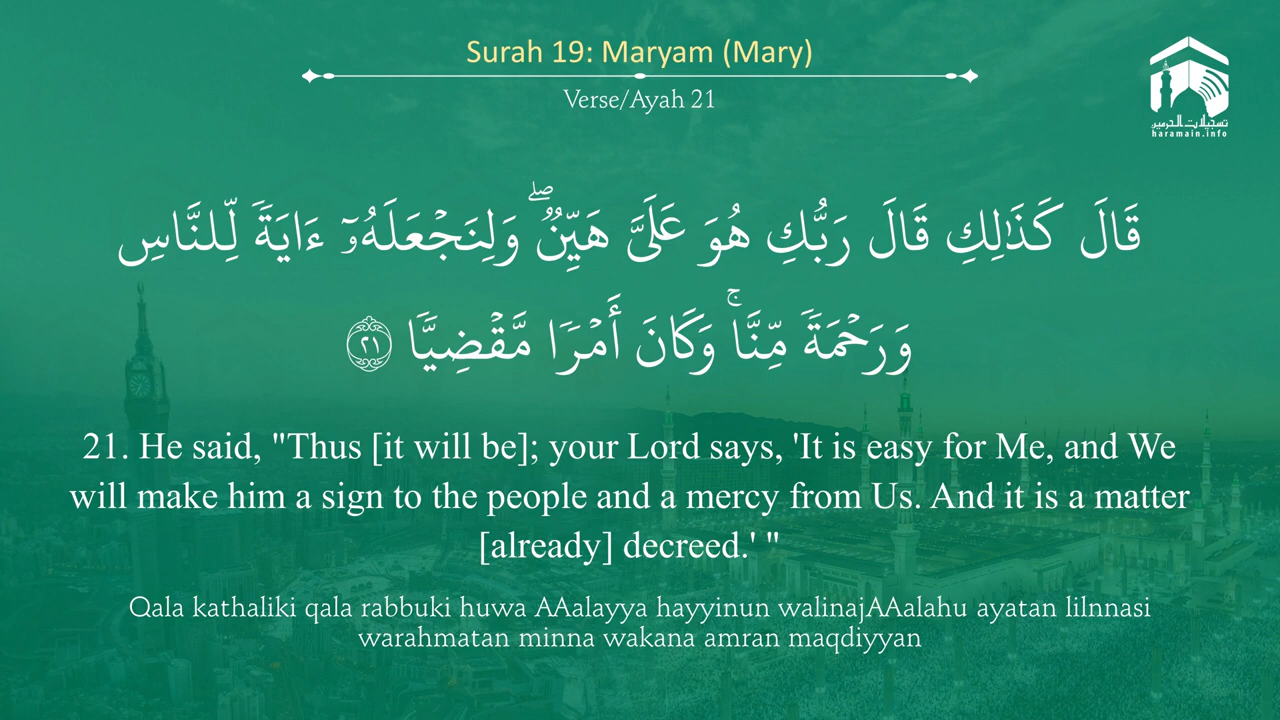 Surah 19: Maryam (Mary)
Verse/Ayah 21
تسجيلات الحرمين
haramain.info
قَالَ كَذَٰلِكِ قَالَ رَبُّكِ هُوَ عَلَىَّ هَيِّنٌۭ ۖ وَلِنَجْعَلَهُۥٓ ءَايَةًۭ لِّلنَّاسِ
وَرَحْمَةًۭ مِّنَّا ۚ وَكَانَ أَمْرًۭا مَّقْضِيًّۭا ٢١
21. He said, "Thus [it will be]; your Lord says, 'It is easy for Me, and We
will make him a sign to the people and a mercy from Us. And it is a matter
[already] decreed.' "
Qala kathaliki qala rabbuki huwa AAalayya hayyinun walinajAAalahu ayatan lilnnasi
warahmatan minna wakana amran maqdiyyan